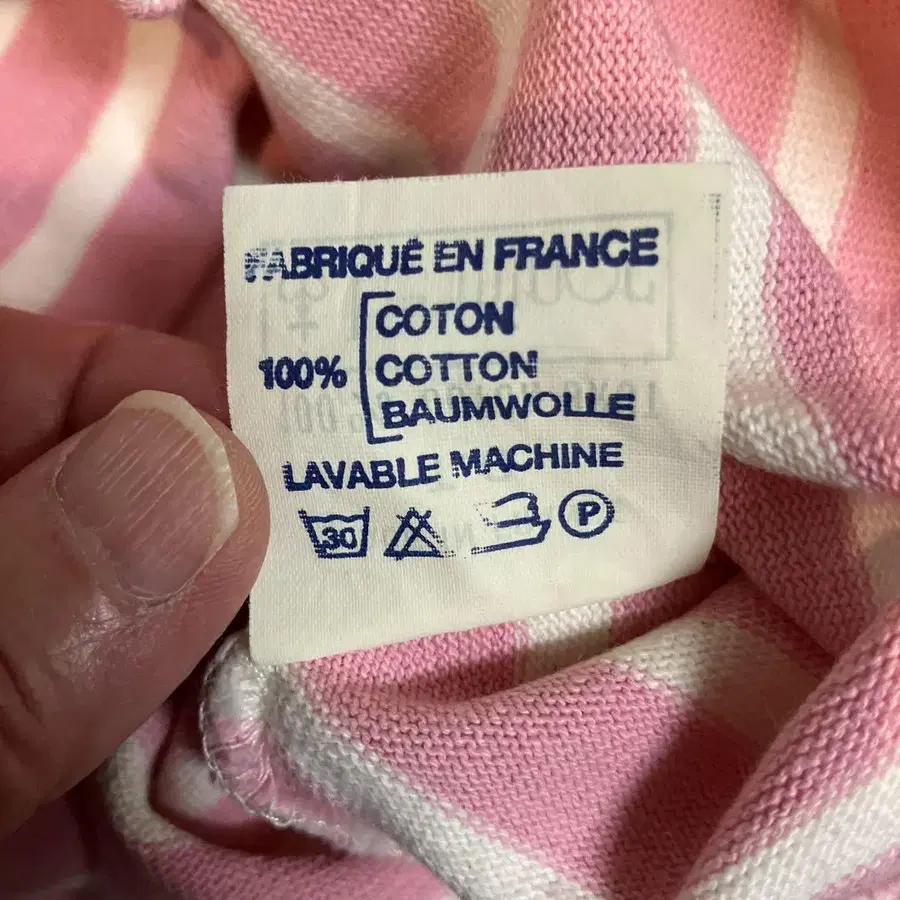 FABRIQUÉ EN FRANCE
COTON
100% COTTON
BAUMWOLLE
LAVABLE MACHINE
30 P